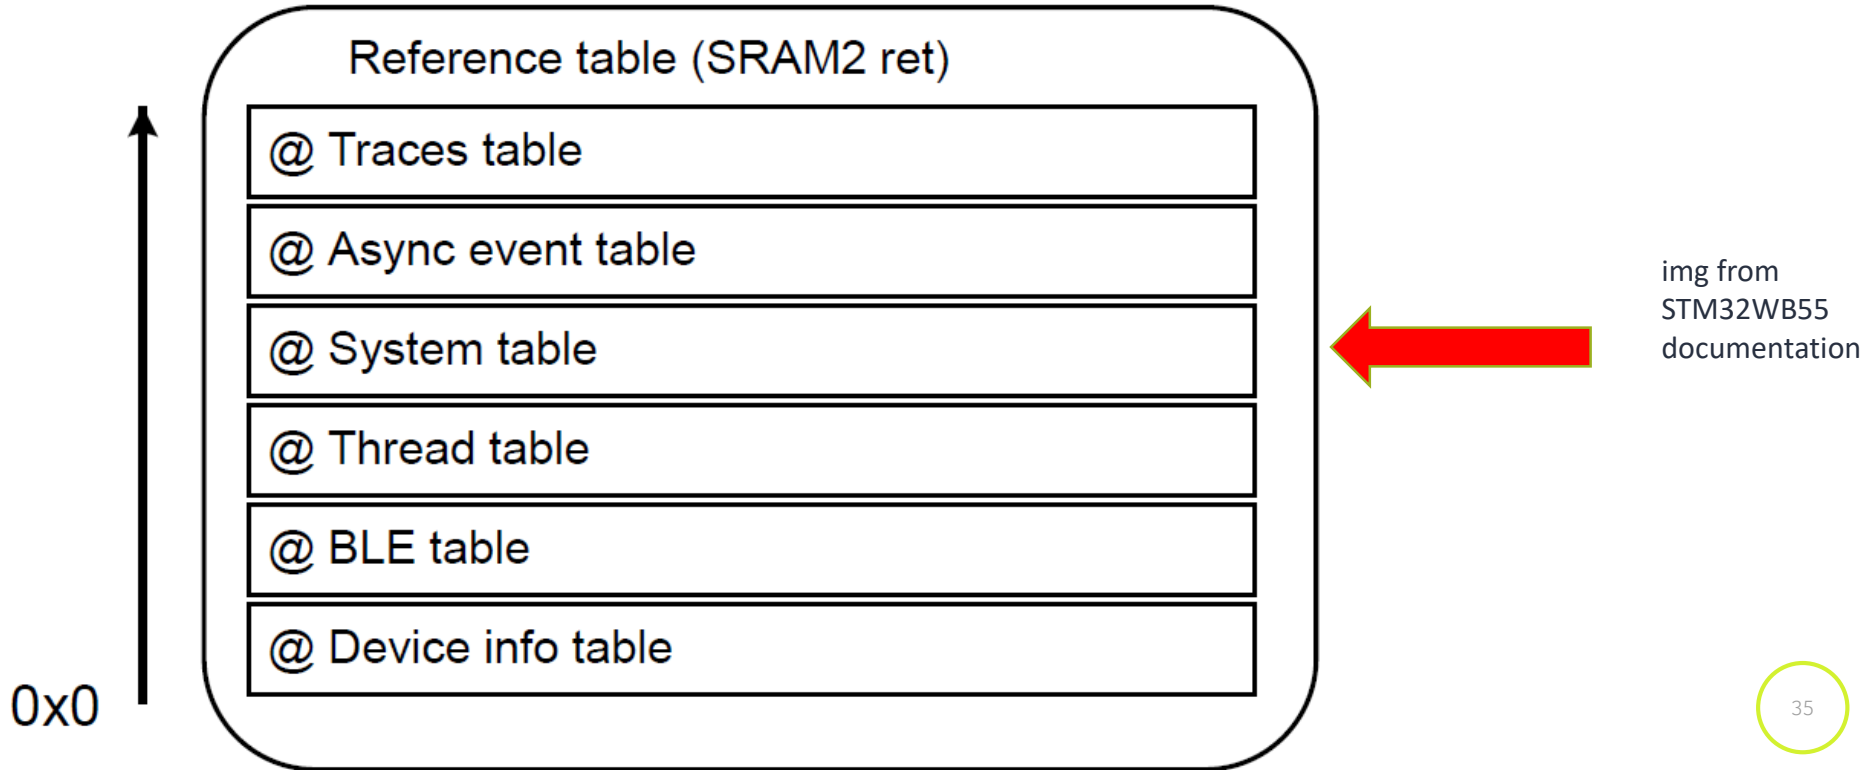 Reference table (SRAM2 ret)
@ Traces table
@ Async event table
@ System table
@ Thread table
@ BLE table
@ Device info table
0x0
img from
STM32WB55
documentation
35